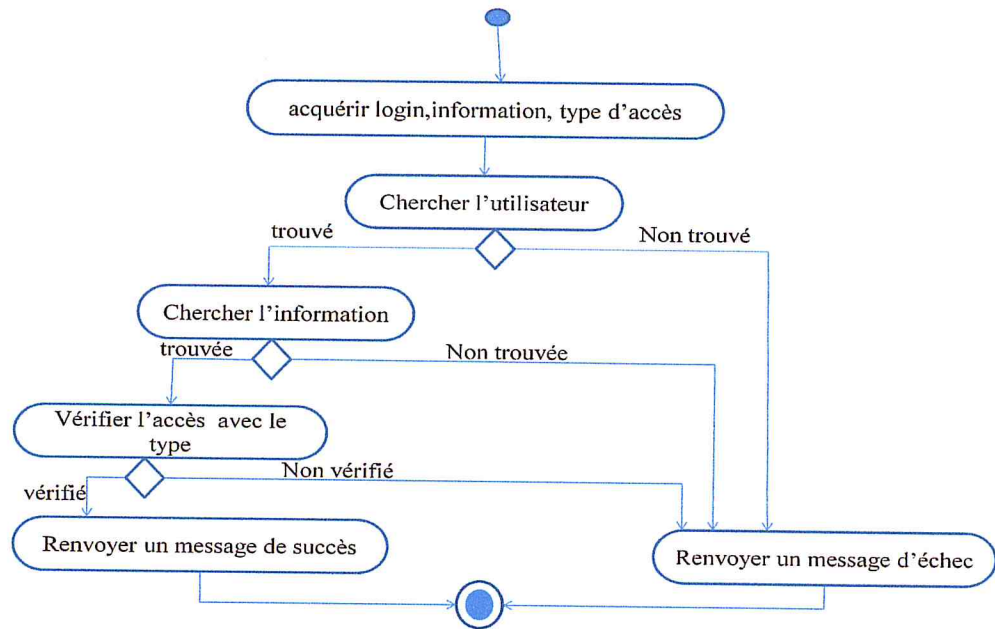 acquérir login,information, type d'accès
Chercher l'utilisateur
trouvé
Non trouvé
Chercher l'information
trouvée
Non trouvée
Vérifier l'accès avec le
type
Non vérifié
vérifié
Renvoyer un message de succès
Renvoyer un message d'échec